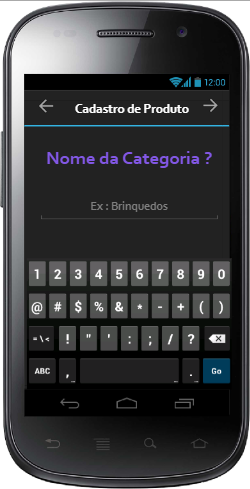 12:00
Cadastro de Produto
Nome da Categoria ?
Ex : Brinquedos
1 2 3 4 5 6 7 8 9 0
@ # $ % & * - + ( )
= \ < ! " ' : ; / ?
ABC , . Go